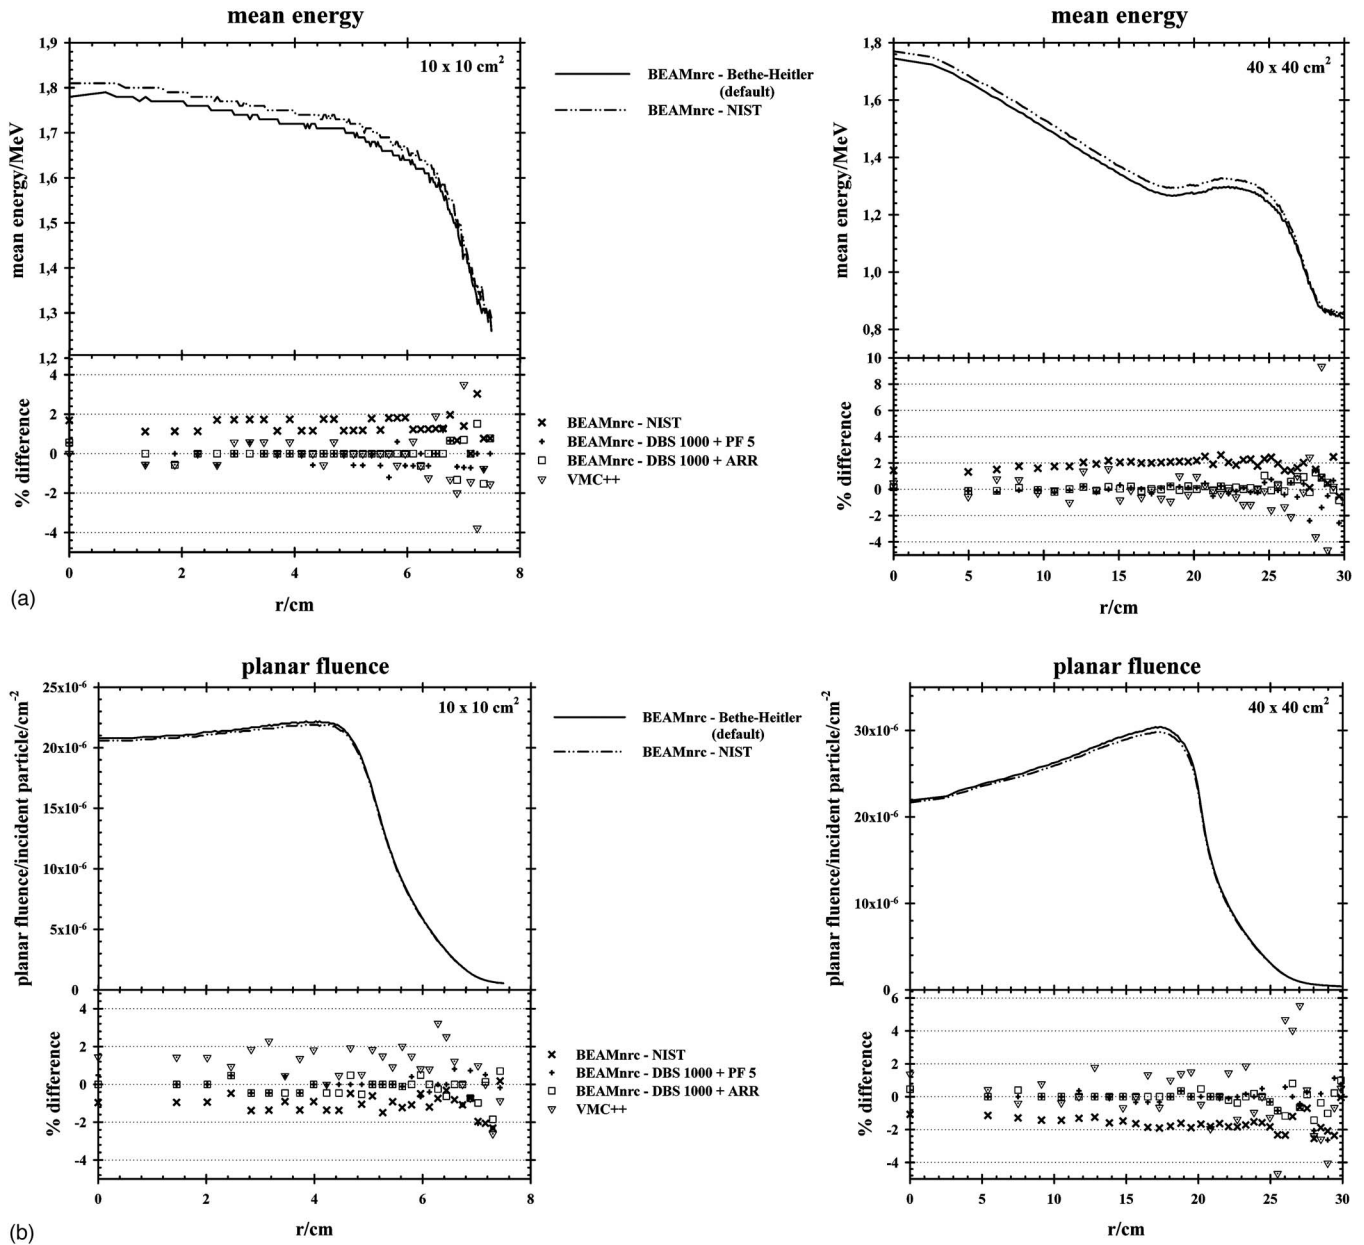 mean energy
1,9
1,8
1,7
1,6
1,5
1,4
1,3
1,2
mean energy/MeV
10 x 10 cm2
BEAMnrc - Bethe-Heitler
(default)
BEAMnrc - NIST
4
2
0
-2
-4
% difference
0 2 4 6 8
r/cm
BEAMnrc - NIST
BEAMnrc - DBS 1000 + PF 5
BEAMnrc - DBS 1000 + ARR
VMC++
mean energy
1,8
1,6
1,4
1,2
1,0
0,8
mean energy/MeV
40 x 40 cm2
10
8
6
4
2
0
-2
-4
% difference
0 5 10 15 20 25 30
r/cm
(a)
planar fluence
25x10-6
20x10-6
15x10-6
10x10-6
5x10-6
0
planar fluence/incident particle/cm-2
10 x 10 cm2
BEAMnrc - Bethe-Heitler
(default)
BEAMnrc - NIST
4
2
0
-2
-4
% difference
0 2 4 6 8
r/cm
BEAMnrc - NIST
BEAMnrc - DBS 1000 + PF 5
BEAMnrc - DBS 1000 + ARR
VMC++
planar fluence
30x10-6
20x10-6
10x10-6
0
planar fluence/incident particle/cm-2
40 x 40 cm2
6
4
2
0
-2
-4
% difference
0 5 10 15 20 25 30
r/cm
(b)